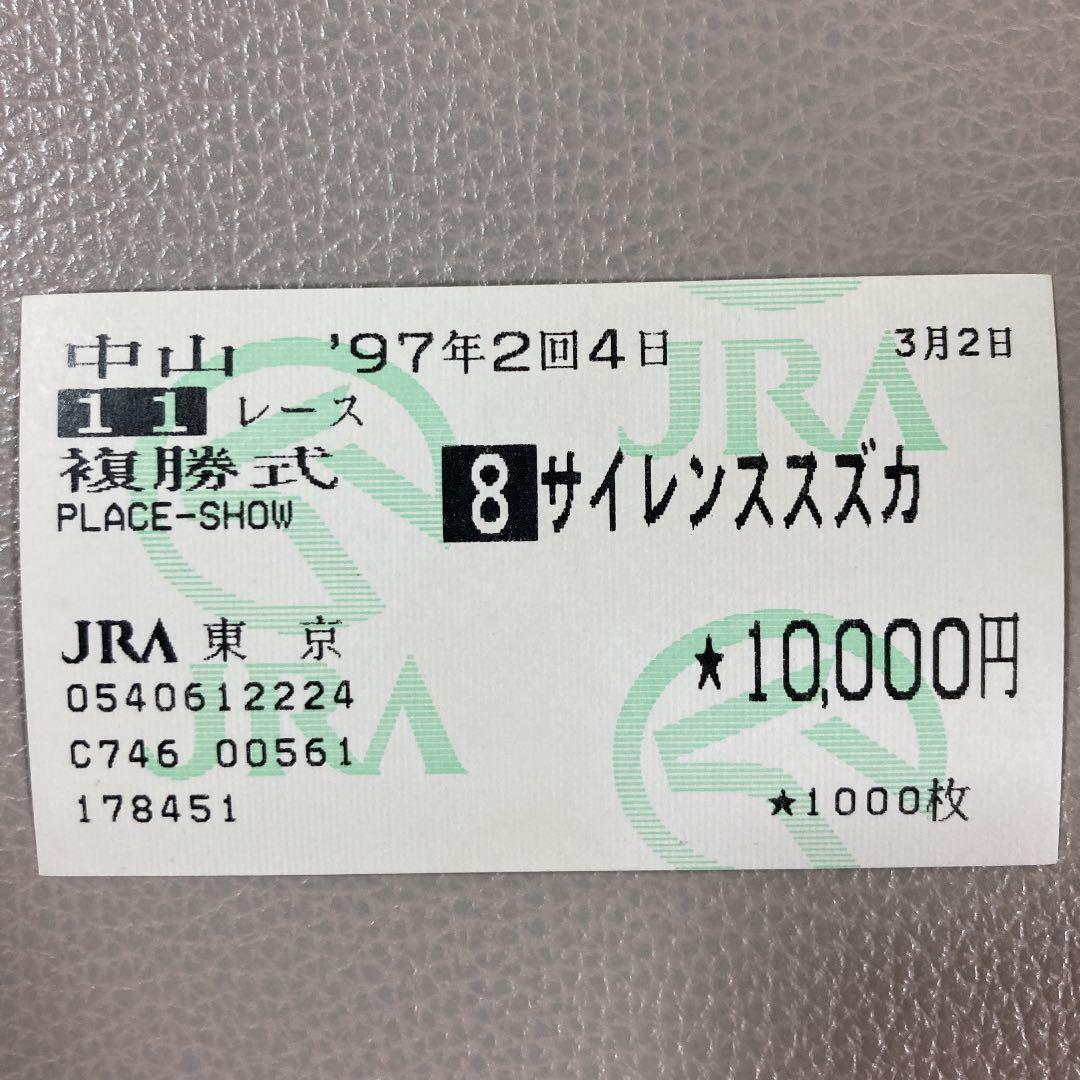 中山 '97年2回4日 3月2日
11 レース
複勝式 8 サイレンススズカ
PLACE-SHOW
JRA 東 京
★10,000円
0540612224
C746 00561
178451 ★1000枚
JRA
JRA